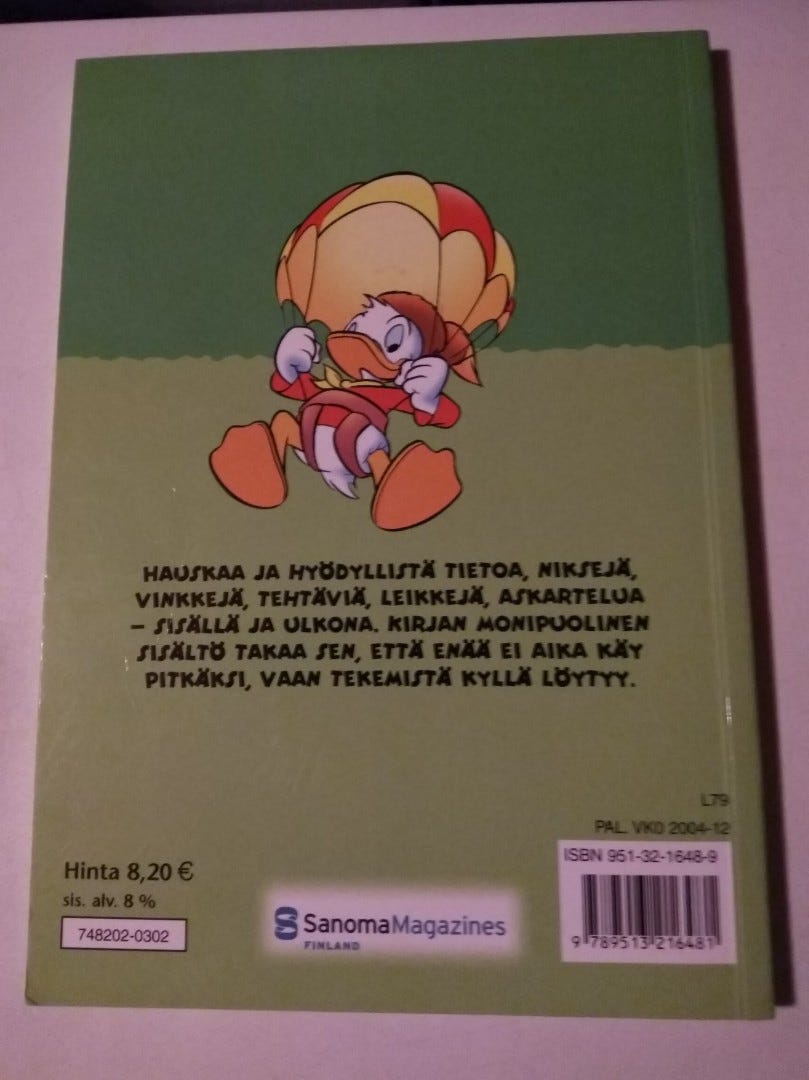 HAUSKAA JA HYÖDYLLISTÄ TIETOA, NIKSEJÄ,
VINKKEJÄ, TEHTÄVIÄ, LEIKKEJÄ, ASKARTELUA
– SISÄLLÄ JA ULKONA. KIRJAN MONIPUOLINEN
SISÄLTÖ TAKAA SEN, ETTÄ ENÄÄ EI AIKA KÄY
PITKÄKSI, VAAN TEKEMISTÄ KYLLÄ LÖYTYY.
L79
PAL. VKO 2004-12
ISBN 951-32-1648-9
9 789513 216481
Hinta 8,20 €
sis. alv. 8 %
748202-0302
SanomaMagazines
FINLAND